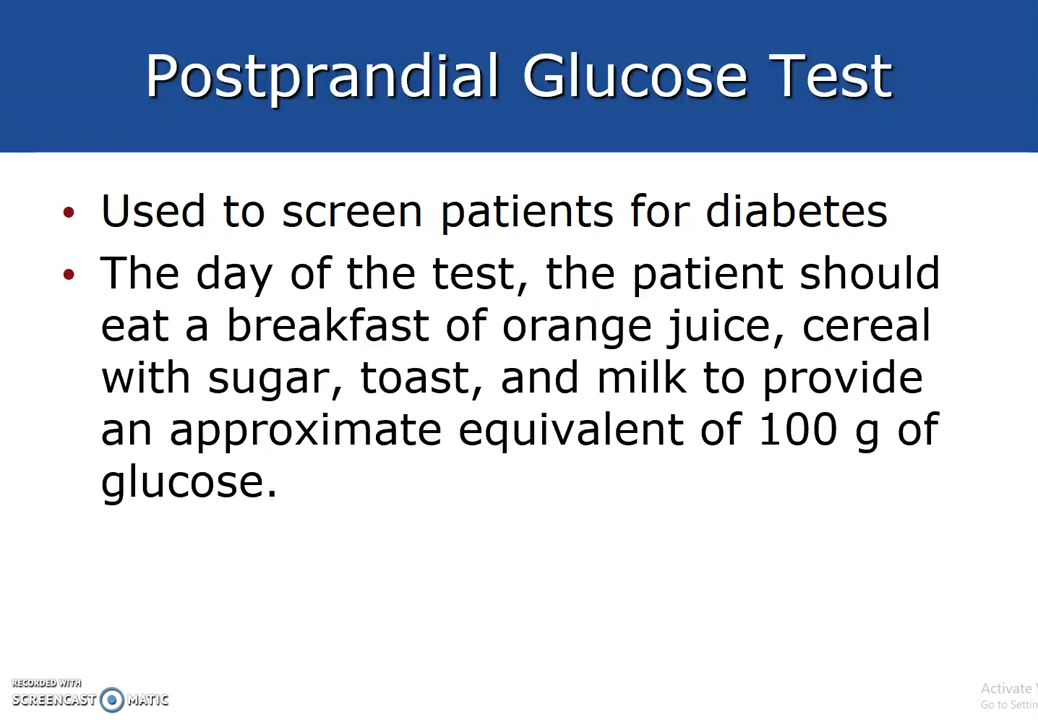 Postprandial Glucose Test
• Used to screen patients for diabetes
• The day of the test, the patient should
eat a breakfast of orange juice, cereal
with sugar, toast, and milk to provide
an approximate equivalent of 100 g of
glucose.
RECORDED WITH
SCREENCAST MATIC
Activate
Go to Settin